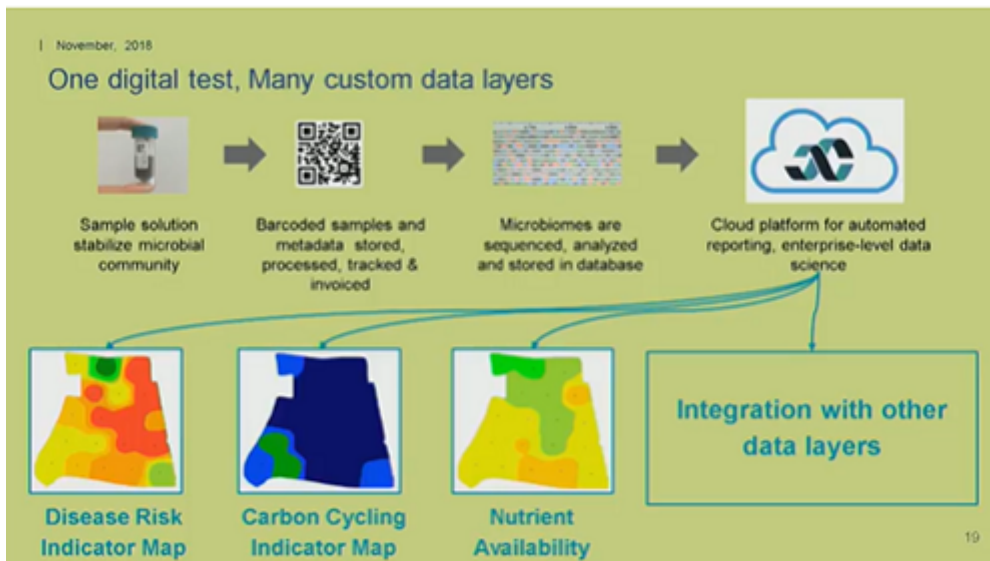 | November, 2018
One digital test, Many custom data layers
Sample solution
stabilize microbial
community
Barcoded samples and
metadata stored,
processed, tracked &
invoiced
Microbiomes are
sequenced, analyzed
and stored in database
Cloud platform for automated
reporting, enterprise-level data
science
Disease Risk
Indicator Map
Carbon Cycling
Indicator Map
Nutrient
Availability
Integration with other
data layers
19